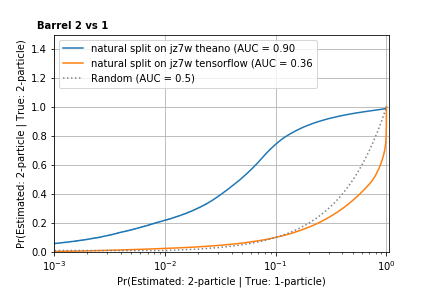 Barrel 2 vs 1
natural split on jz7w theano (AUC = 0.90
natural split on jz7w tensorflow (AUC = 0.36
Random (AUC = 0.5)
Pr(Estimated: 2-particle | True: 2-particle)
1.4
1.2
1.0
0.8
0.6
0.4
0.2
0.0
10⁻³ 10⁻² 10⁻¹ 10⁰
Pr(Estimated: 2-particle | True: 1-particle)